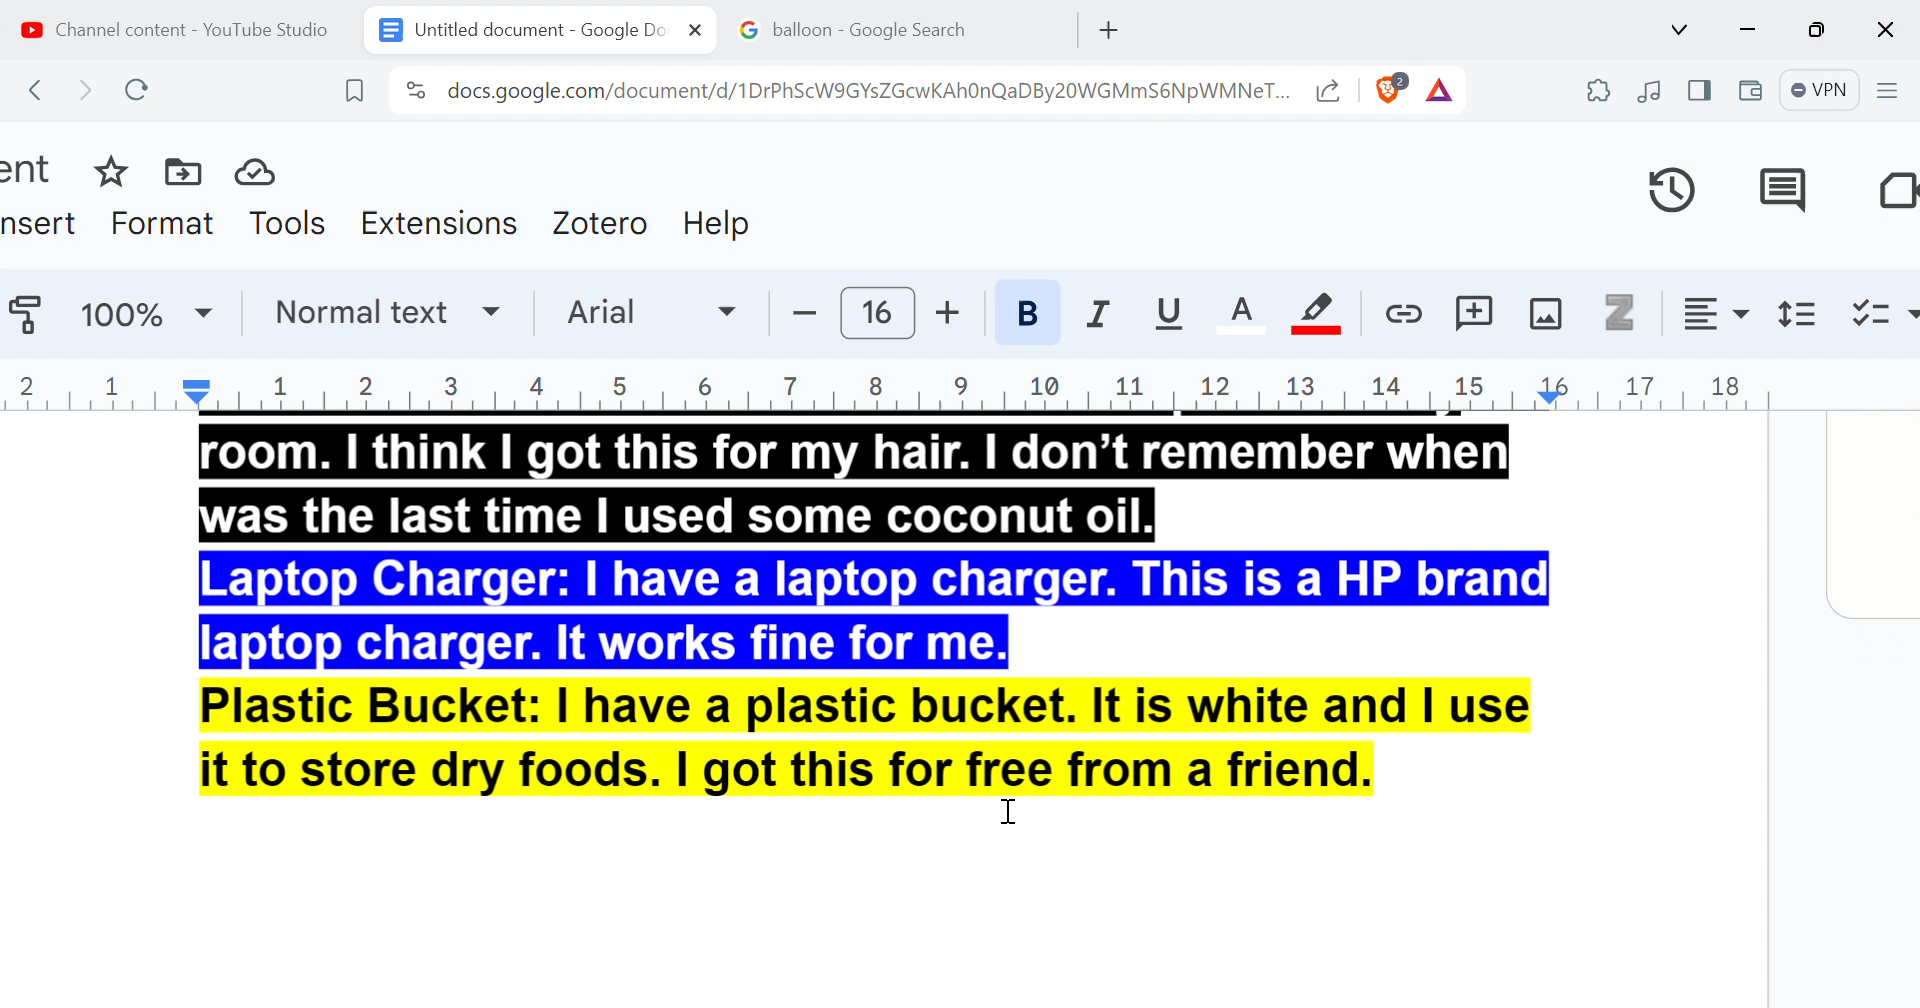 Channel content - YouTube Studio
Untitled document - Google Do
balloon - Google Search
docs.google.com/document/d/1DrPhScW9GYsZGcwKAh0nQaDBy20WGMmS6NpWMNeT...
2
VPN
ent
nsert Format Tools Extensions Zotero Help
100% Normal text Arial 16 B I U A Z
2 1 1 2 3 4 5 6 7 8 9 10 11 12 13 14 15 16 17 18
room. I think I got this for my hair. I don’t remember when
was the last time I used some coconut oil.
Laptop Charger: I have a laptop charger. This is a HP brand
laptop charger. It works fine for me.
Plastic Bucket: I have a plastic bucket. It is white and I use
it to store dry foods. I got this for free from a friend.